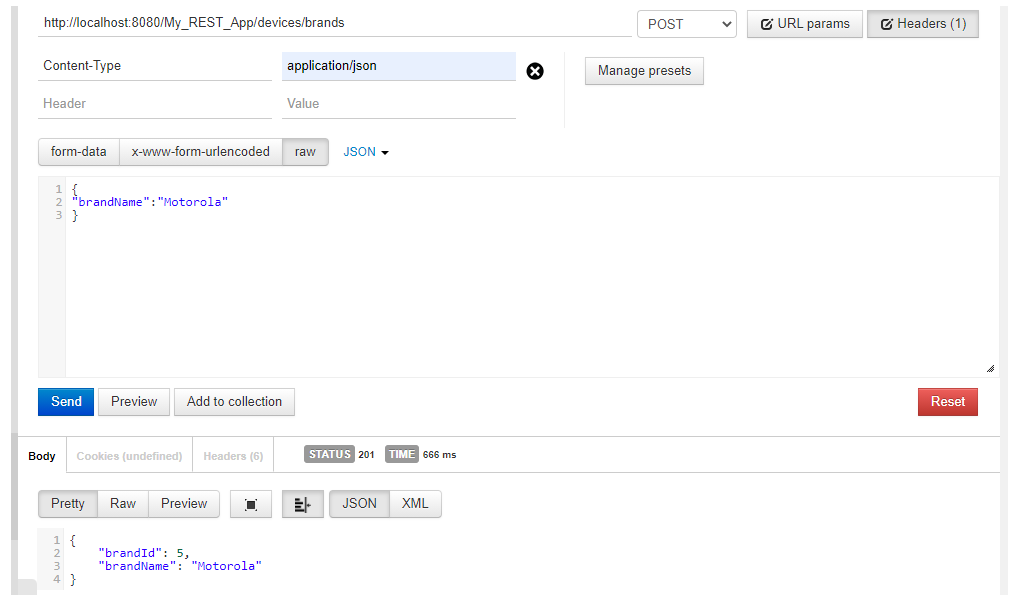 http://localhost:8080/My_REST_App/devices/brands POST URL params Headers (1)
Content-Type application/json Manage presets
Header Value
form-data x-www-form-urlencoded raw JSON
1 {
2 "brandName":"Motorola"
3 }
Send Preview Add to collection Reset
Body Cookies (undefined) Headers (6) STATUS 201 TIME 666 ms
Pretty Raw Preview JSON XML
1 {
2 "brandId": 5,
3 "brandName": "Motorola"
4 }